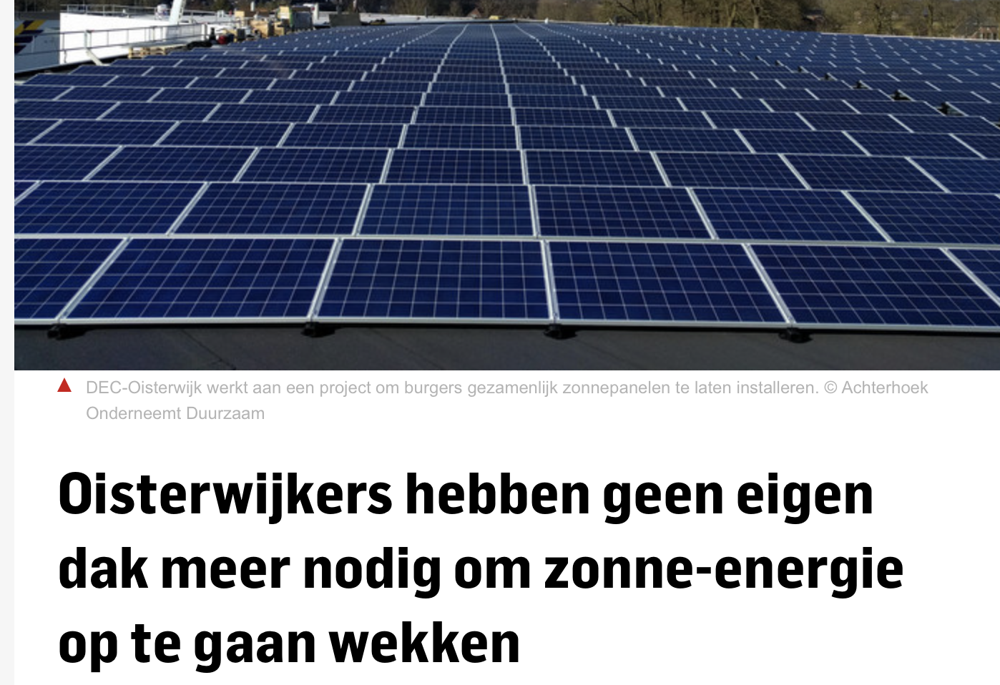 DEC-Oisterwijk werkt aan een project om burgers gezamenlijk zonnepanelen te laten installeren. © Achterhoek
Onderneemt Duurzaam
Oisterwijkers hebben geen eigen
dak meer nodig om zonne-energie
op te gaan wekken